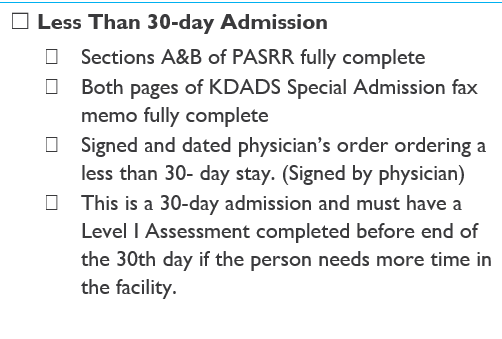 ☐ Less Than 30-day Admission
☐ Sections A&B of PASRR fully complete
☐ Both pages of KDADS Special Admission fax
memo fully complete
☐ Signed and dated physician’s order ordering a
less than 30- day stay. (Signed by physician)
☐ This is a 30-day admission and must have a
Level I Assessment completed before end of
the 30th day if the person needs more time in
the facility.